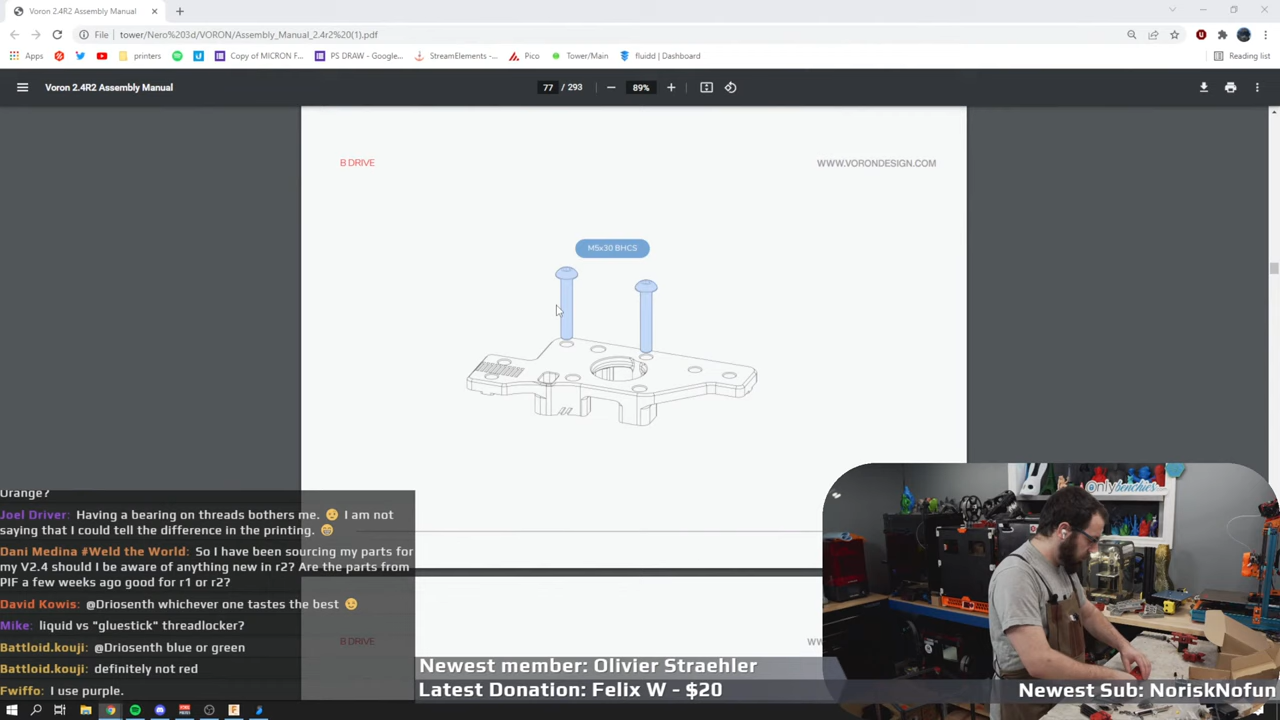 Voron 2.4R2 Assembly Manual
File
tower/Nero%203d/VORON/Assembly_Manual_2.4r2%20(1).pdf
Apps
printers
Copy of MICRON F...
PS DRAW - Google...
StreamElements -...
Pico
Tower/Main
fluidd | Dashboard
Reading list
Voron 2.4R2 Assembly Manual
77 / 293
89%
B DRIVE
WWW.VORONDESIGN.COM
M5x30 BHCS
Orange?
Joel Driver: Having a bearing on threads bothers me. I am not
saying that I could tell the difference in the printing.
Dani Medina #Weld the World: So I have been sourcing my parts for
my V2.4 should I be aware of anything new in r2? Are the parts from
PIF a few weeks ago good for r1 or r2?
David Kowis: @Driosenth whichever one tastes the best
Mike: liquid vs "gluestick" threadlocker?
Battloid.kouji: @Driosenth blue or green
Battloid.kouji: definitely not red
Fwiffo: I use purple.
B DRIVE
WW
@onlybenchies
Newest member: Olivier Straehler
Latest Donation: Felix W - $20
Newest Sub: NoriskNofun